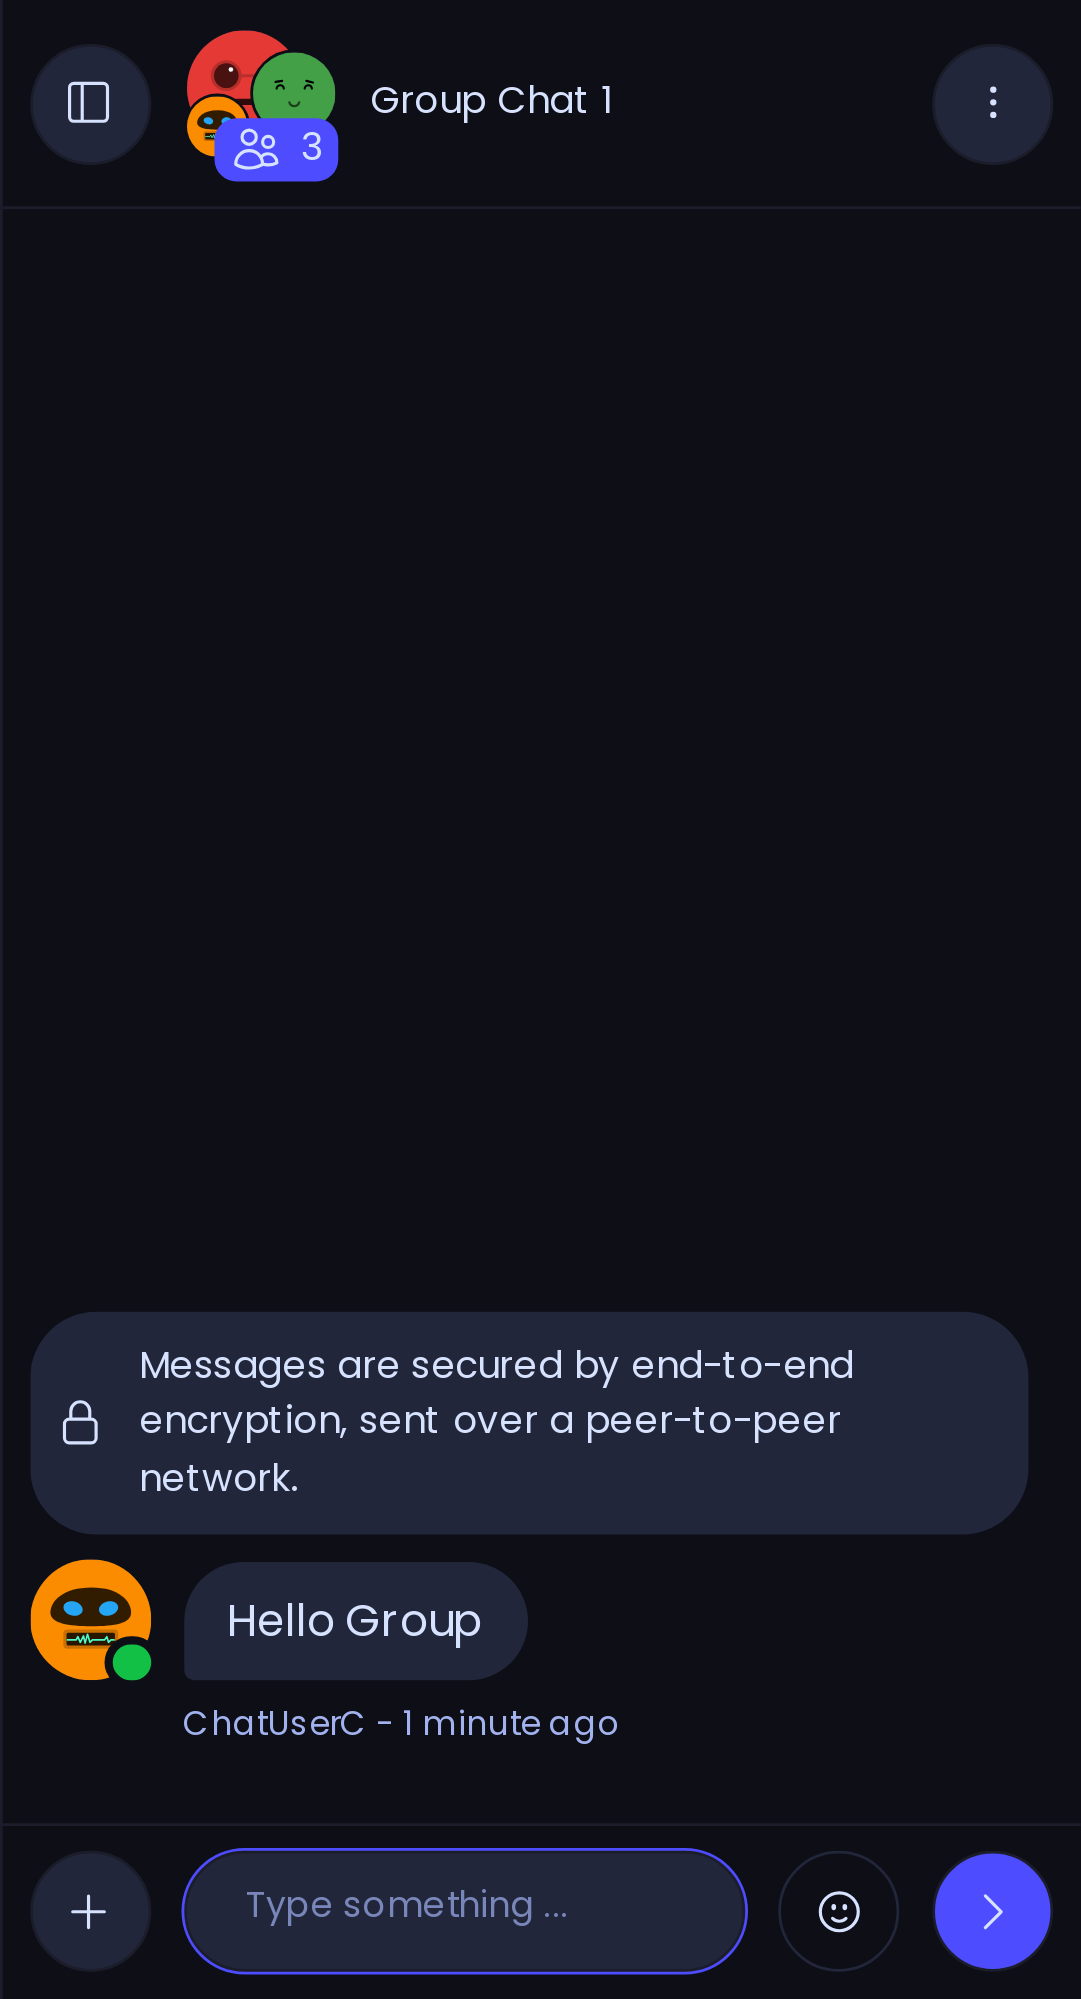 Group Chat 1
3
Messages are secured by end-to-end
encryption, sent over a peer-to-peer
network.
Hello Group
ChatUserC - 1 minute ago
Type something ...